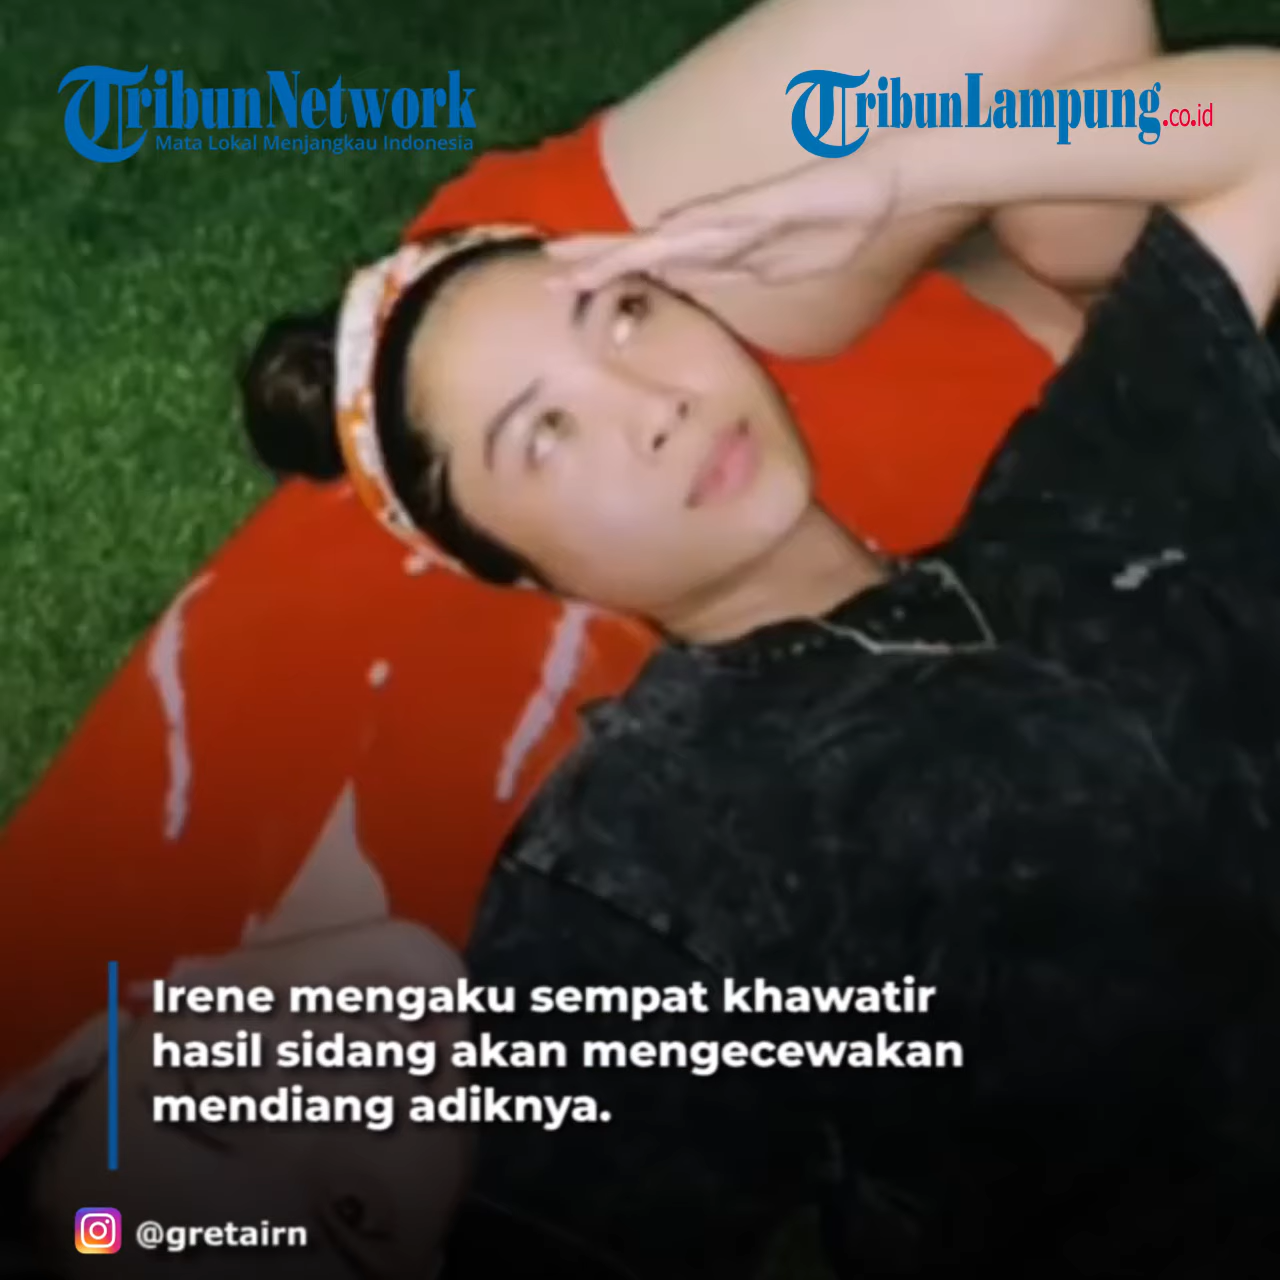 TribunNetwork
Mata Lokal Menjangkau Indonesia
TribunLampung.co.id
Irene mengaku sempat khawatir
hasil sidang akan mengecewakan
mendiang adiknya.
@gretairn